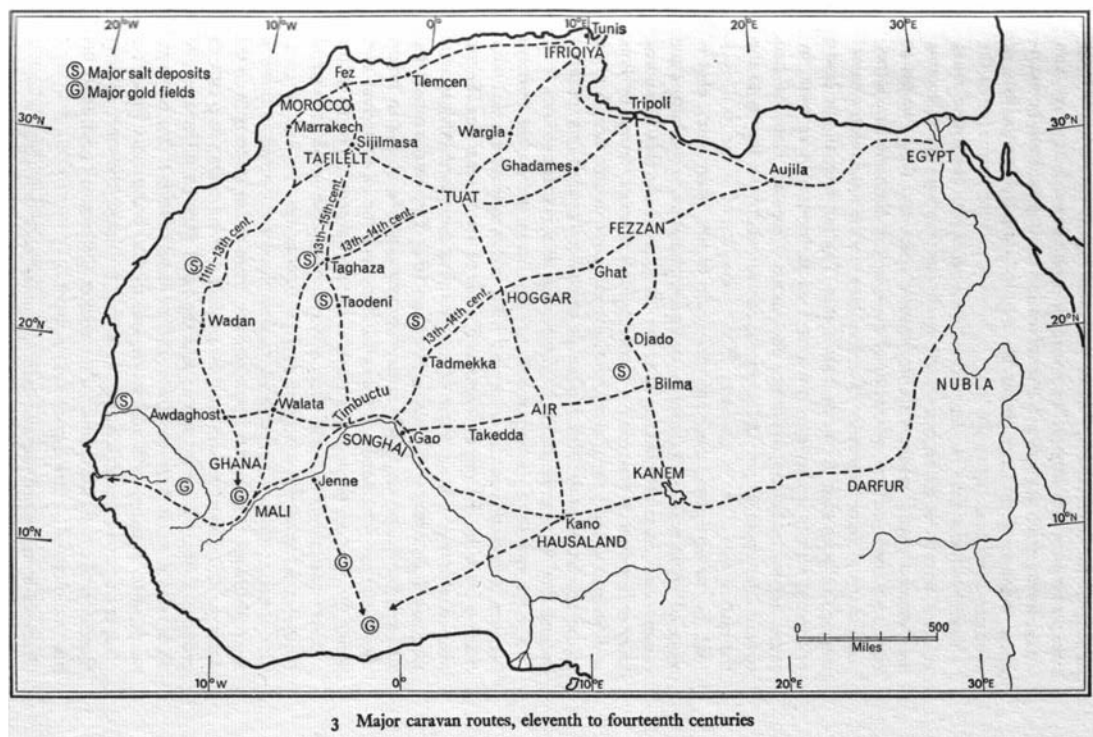 20°W
10°W
0°
10°E
20°E
30°E
Tunis
IFRIQIYA
Ⓢ Major salt deposits
Ⓖ Major gold fields
Fez
Tlemcen
MOROCCO
Tripoli
30°N
Marrakech
Wargla
30°N
Sijilmasa
TAFILELT
Ghadames
EGYPT
Aujila
TUAT
11th–13th cent.
13th–15th cent.
13th–14th cent.
FEZZAN
Ⓢ
Ⓢ
Taghaza
Ghat
Ⓢ
Taodeni
HOGGAR
13th–14th cent.
Ⓢ
20°N
Wadan
20°N
Djado
Tadmekka
Ⓢ
Bilma
NUBIA
Ⓢ
Awdaghost
Walata
Timbuctu
AIR
SONGHAI
Gao
Takedda
GHANA
KANEM
Ⓖ
Ⓖ
Jenne
DARFUR
MALI
10°N
Kano
10°N
HAUSALAND
Ⓖ
Ⓖ
0
500
Miles
10°W
0°
10°E
20°E
30°E
3 Major caravan routes, eleventh to fourteenth centuries